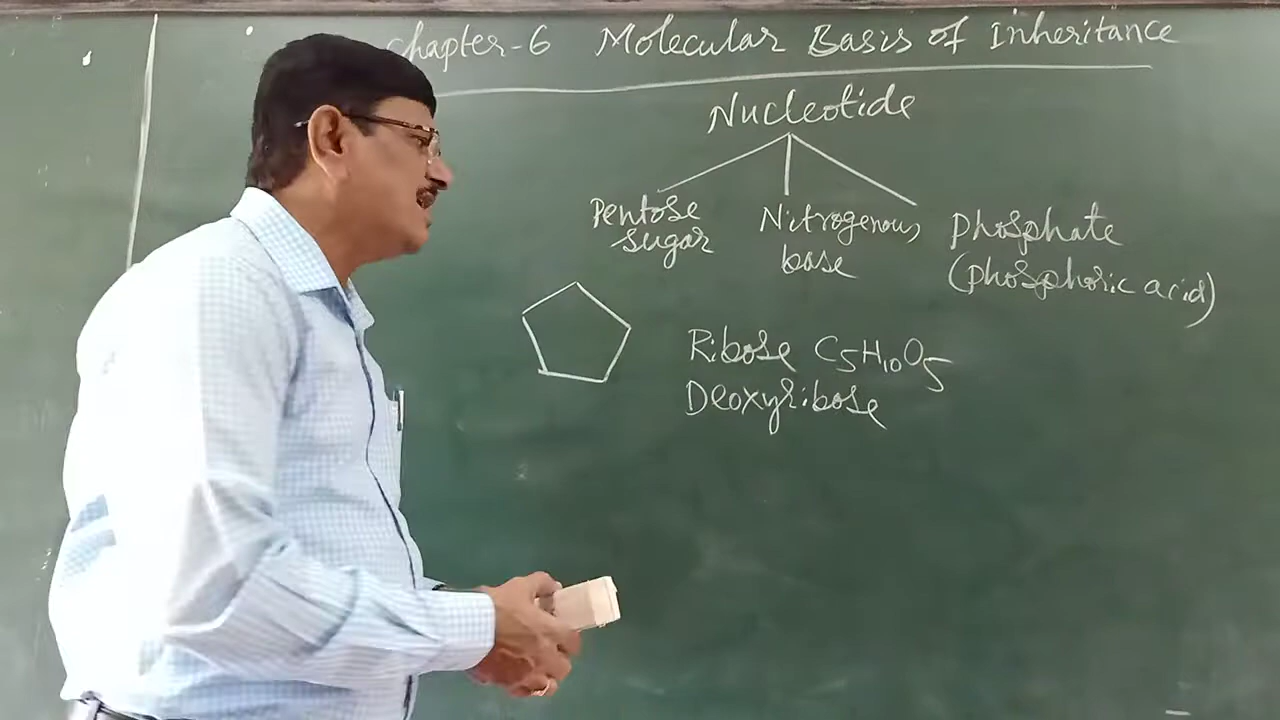 Chapter-6 Molecular Basis of Inheritance
Nucleotide
Pentose sugar
Nitrogenous base
Phosphate
(phosphoric acid)
Ribose C5H10O5
Deoxyribose